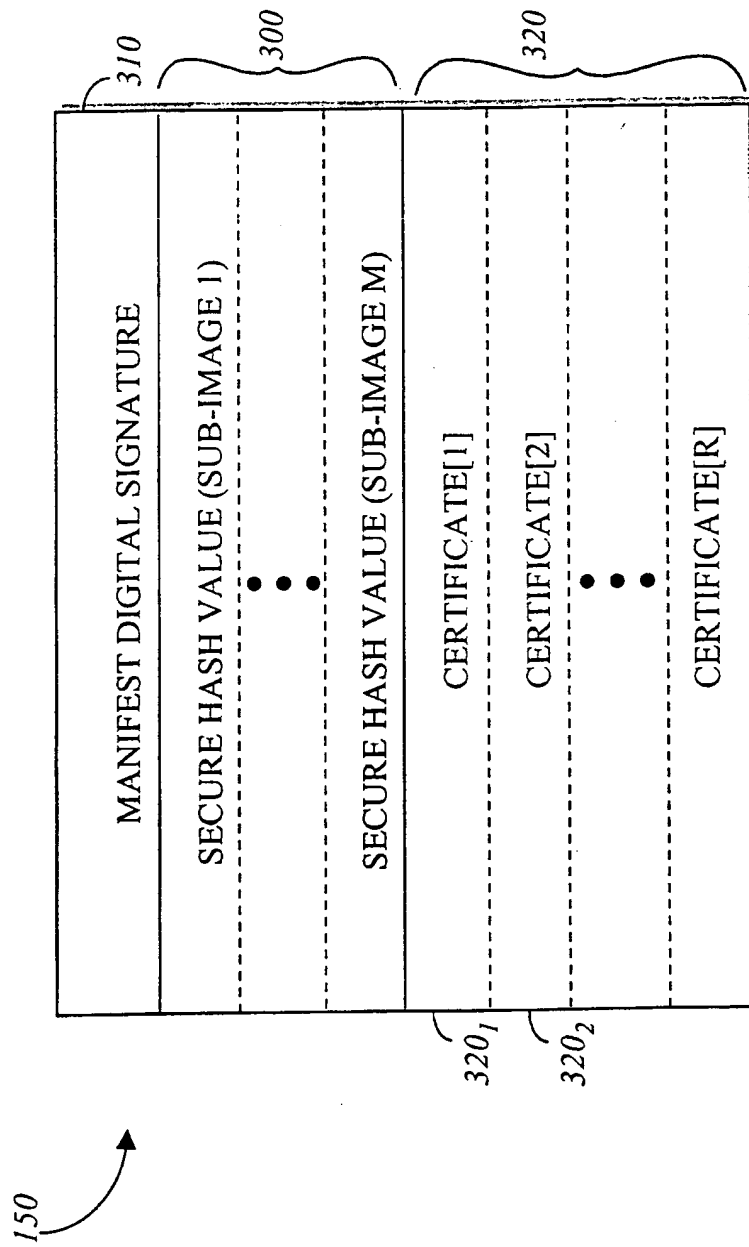 150
MANIFEST DIGITAL SIGNATURE
310
SECURE HASH VALUE (SUB-IMAGE 1)
• • •
300
SECURE HASH VALUE (SUB-IMAGE M)
320₁
CERTIFICATE[1]
320₂
CERTIFICATE[2]
• • •
320
CERTIFICATE[R]